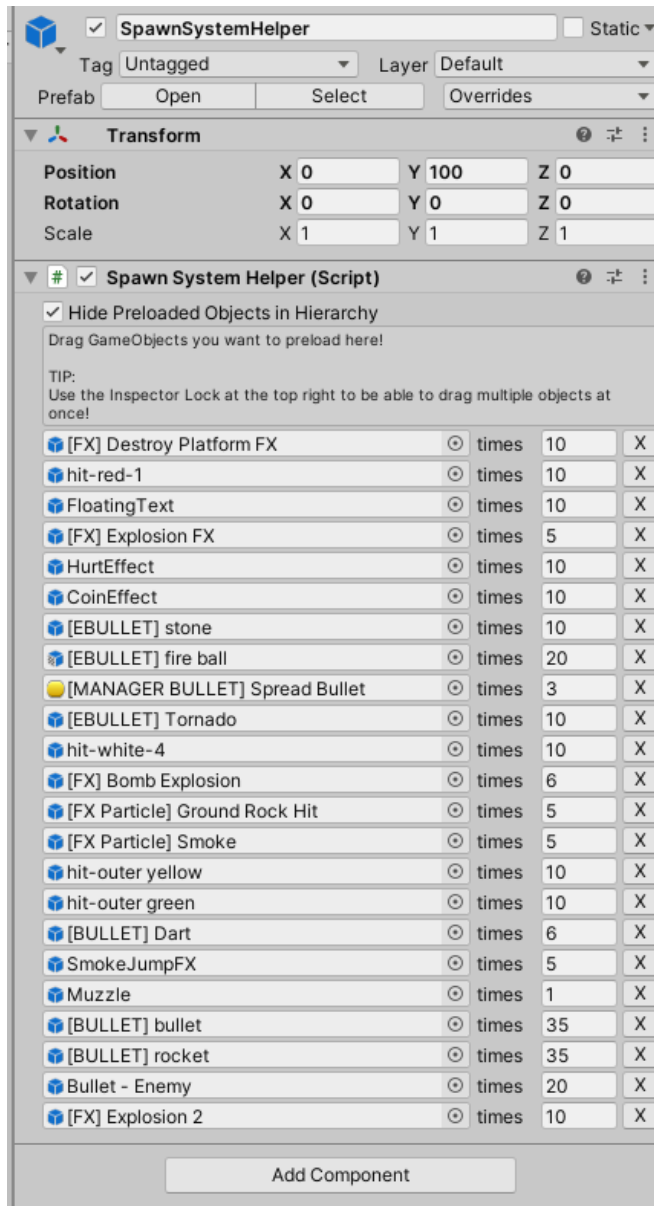 SpawnSystemHelper Static
Tag Untagged Layer Default
Prefab Open Select Overrides
Transform
Position X 0 Y 100 Z 0
Rotation X 0 Y 0 Z 0
Scale X 1 Y 1 Z 1
# Spawn System Helper (Script)
Hide Preloaded Objects in Hierarchy
Drag GameObjects you want to preload here!
TIP:
Use the Inspector Lock at the top right to be able to drag multiple objects at
once!
[FX] Destroy Platform FX times 10 X
hit-red-1 times 10 X
FloatingText times 10 X
[FX] Explosion FX times 5 X
HurtEffect times 10 X
CoinEffect times 10 X
[EBULLET] stone times 10 X
[EBULLET] fire ball times 20 X
[MANAGER BULLET] Spread Bullet times 3 X
[EBULLET] Tornado times 10 X
hit-white-4 times 10 X
[FX] Bomb Explosion times 6 X
[FX Particle] Ground Rock Hit times 5 X
[FX Particle] Smoke times 5 X
hit-outer yellow times 10 X
hit-outer green times 10 X
[BULLET] Dart times 6 X
SmokeJumpFX times 5 X
Muzzle times 1 X
[BULLET] bullet times 35 X
[BULLET] rocket times 35 X
Bullet - Enemy times 20 X
[FX] Explosion 2 times 10 X
Add Component